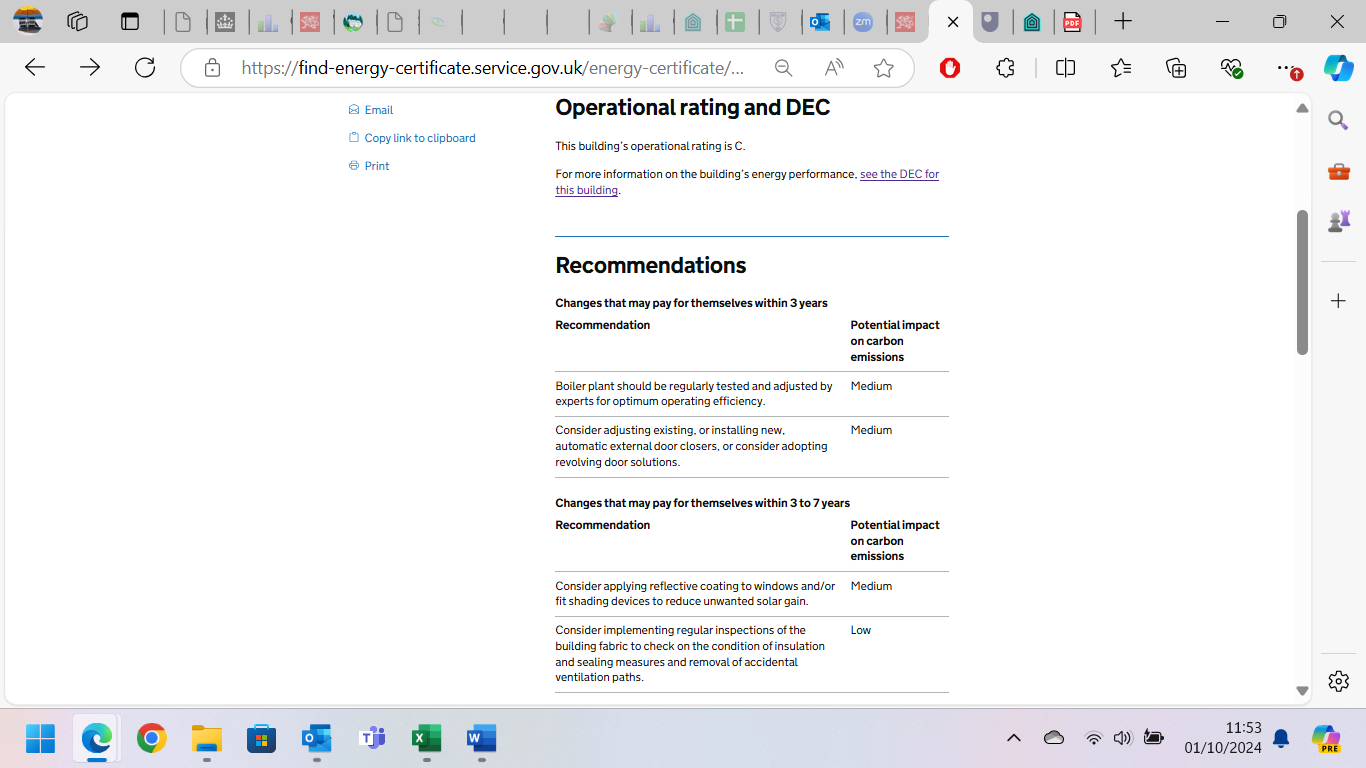 zm
PDF
https://find-energy-certificate.service.gov.uk/energy-certificate/...
Email
Copy link to clipboard
Print
Operational rating and DEC
This building's operational rating is C.
For more information on the building's energy performance, see the DEC for
this building.
Recommendations
Changes that may pay for themselves within 3 years
Recommendation
Potential impact
on carbon
emissions
Boiler plant should be regularly tested and adjusted by
experts for optimum operating efficiency.
Medium
Consider adjusting existing, or installing new,
automatic external door closers, or consider adopting
revolving door solutions.
Medium
Changes that may pay for themselves within 3 to 7 years
Recommendation
Potential impact
on carbon
emissions
Consider applying reflective coating to windows and/or
fit shading devices to reduce unwanted solar gain.
Medium
Consider implementing regular inspections of the
building fabric to check on the condition of insulation
and sealing measures and removal of accidental
ventilation paths.
Low
11:53
01/10/2024
PRE